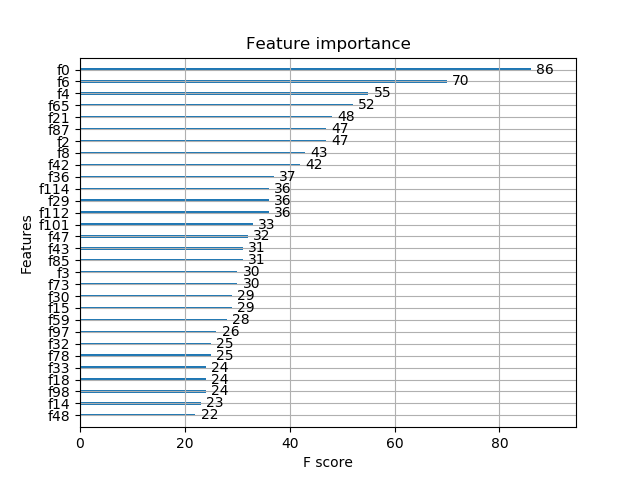 Feature importance
f0 86
f6 70
f4 55
f65 52
f21 48
f87 47
f2 47
f8 43
f42 42
f36 37
f114 36
f29 36
f112 36
f101 33
f47 32
f43 31
f85 31
f3 30
f73 30
f30 29
f15 29
f59 28
f97 26
f32 25
f78 25
f33 24
f18 24
f98 24
f14 23
f48 22
Features
0 20 40 60 80
F score